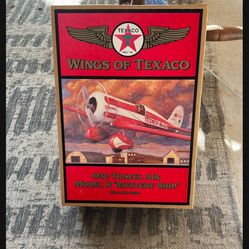 TEXACO
WINGS OF TEXACO
1930 TRAVEL AIR
MODEL R "MYSTERY SHIP"